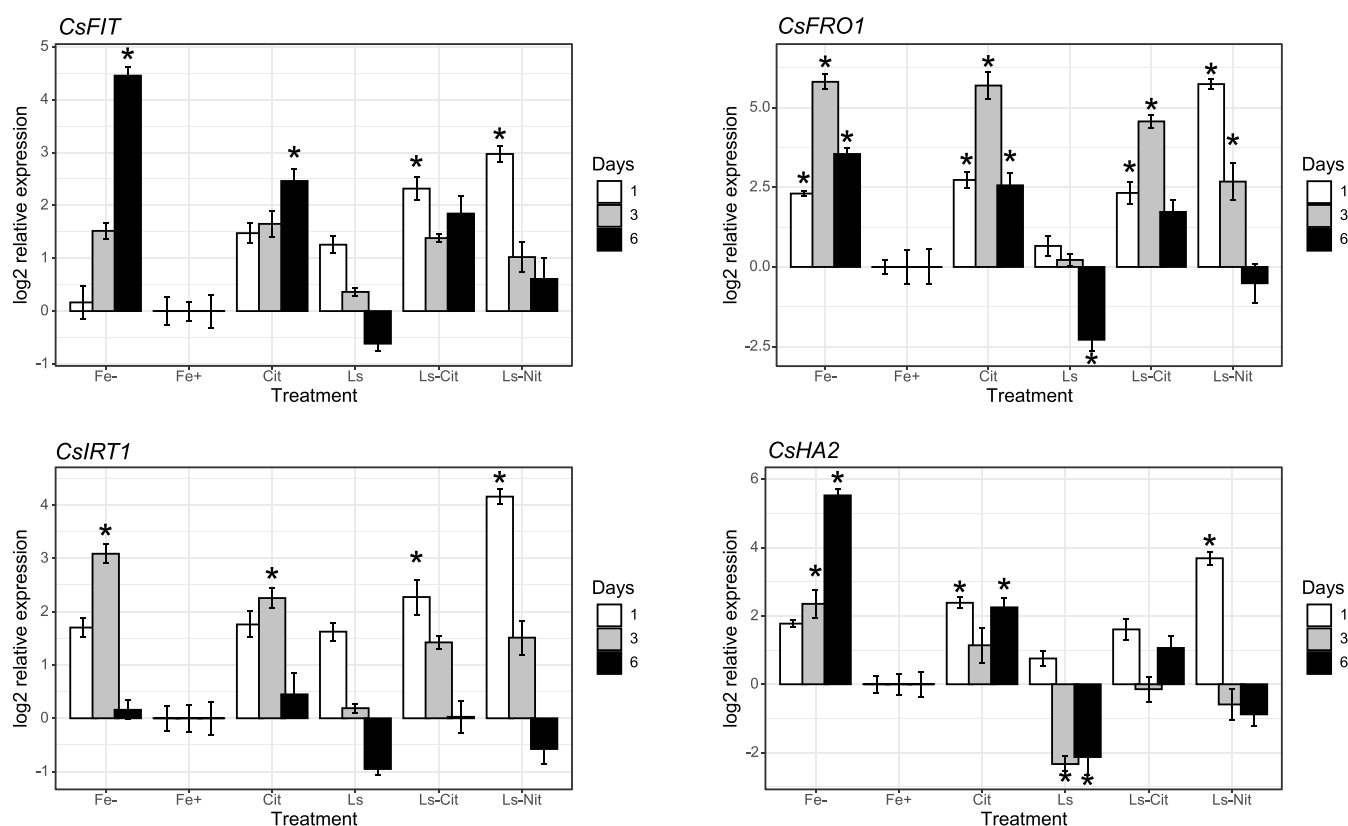 CsFIT
5
4
3
2
1
0
-1
log2 relative expression
* * * *
Fe- Fe+ Cit Ls Ls-Cit Ls-Nit
Treatment
Days
1
3
6
CsFRO1
5.0
2.5
0.0
-2.5
log2 relative expression
* * * * * * * * * * *
Fe- Fe+ Cit Ls Ls-Cit Ls-Nit
Treatment
Days
1
3
6
CsIRT1
4
3
2
1
0
-1
log2 relative expression
* * * *
Fe- Fe+ Cit Ls Ls-Cit Ls-Nit
Treatment
Days
1
3
6
CsHA2
6
4
2
0
-2
log2 relative expression
* * * * * * *
Fe- Fe+ Cit Ls Ls-Cit Ls-Nit
Treatment
Days
1
3
6